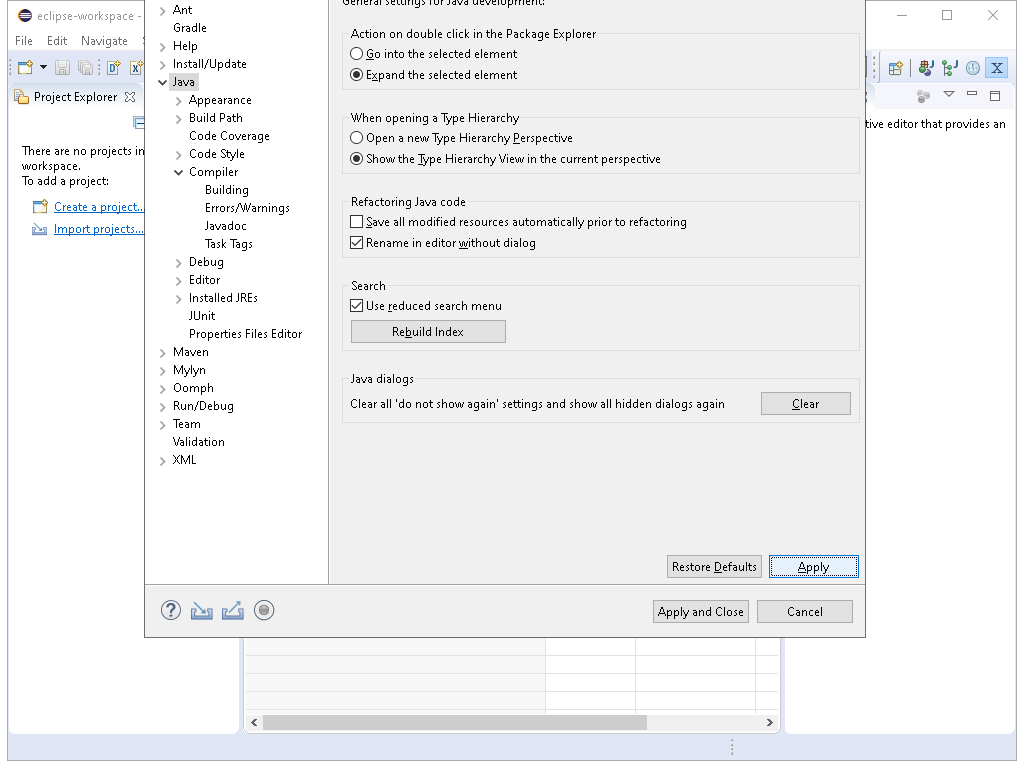 eclipse-workspace -
File Edit Navigate
Project Explorer
There are no projects in
workspace.
To add a project:
Create a project..
Import projects...
Ant
Gradle
Help
Install/Update
Java
Appearance
Build Path
Code Coverage
Code Style
Compiler
Building
Errors/Warnings
Javadoc
Task Tags
Debug
Editor
Installed JREs
JUnit
Properties Files Editor
Maven
Mylyn
Oomph
Run/Debug
Team
Validation
XML
General settings for Java development:
Action on double click in the Package Explorer
Go into the selected element
Expand the selected element
When opening a Type Hierarchy
Open a new Type Hierarchy Perspective
Show the Type Hierarchy View in the current perspective
Refactoring Java code
Save all modified resources automatically prior to refactoring
Rename in editor without dialog
Search
Use reduced search menu
Rebuild Index
Java dialogs
Clear all 'do not show again' settings and show all hidden dialogs again
Clear
Restore Defaults
Apply
Apply and Close
Cancel
tive editor that provides an